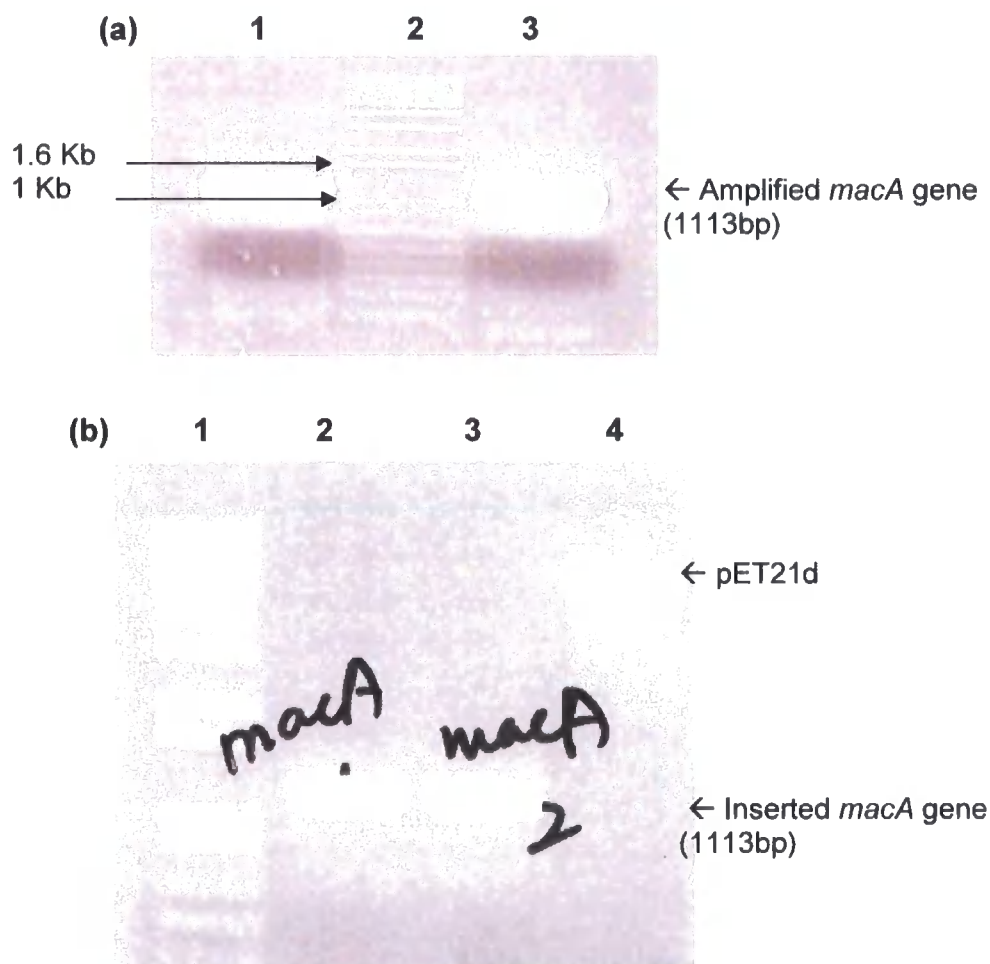 (a) 1 2 3
1.6 Kb
1 Kb
← Amplified macA gene
(1113bp)
(b) 1 2 3 4
← pET21d
macA macA
2
← Inserted macA gene
(1113bp)